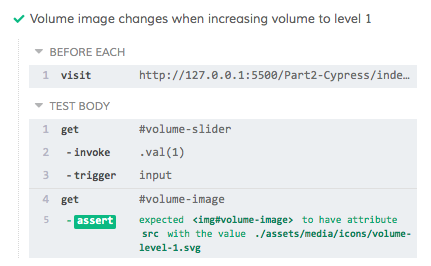 Volume image changes when increasing volume to level 1
BEFORE EACH
1 visit http://127.0.0.1:5500/Part2-Cypress/inde…
TEST BODY
1 get #volume-slider
2 - invoke .val(1)
3 - trigger input
4 get #volume-image
5 - assert expected <img#volume-image> to have attribute
src with the value ./assets/media/icons/volume-
level-1.svg